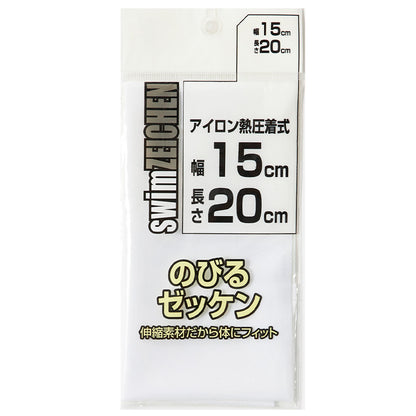 幅15cm
長さ20cm
swimZEICHEN
アイロン熱圧着式
幅15cm
長さ20cm
のびる
ゼッケン
伸縮素材だから体にフィット